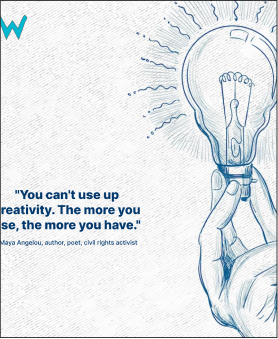 W
"You can't use up
reativity. The more you
se, the more you have."
Maya Angelou, author, poet, civil rights activist